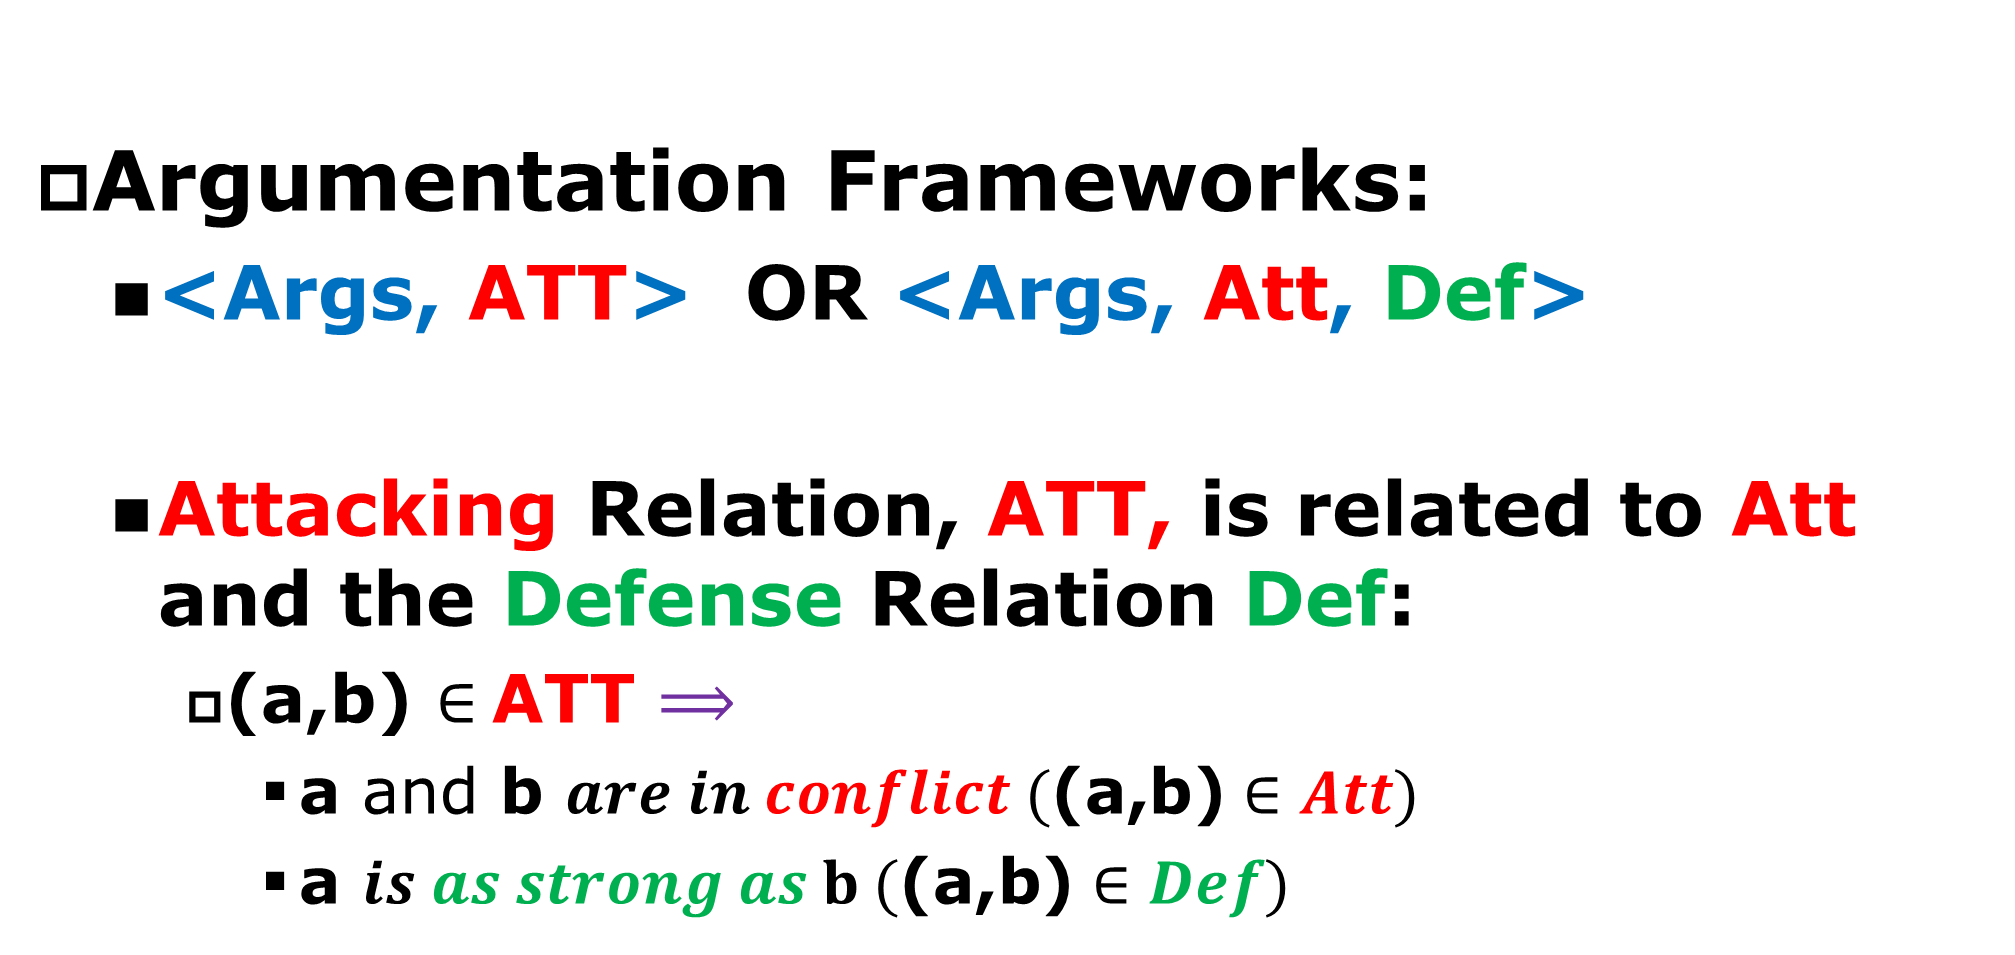 Argumentation Frameworks:
<Args, ATT> OR <Args, Att, Def>
Attacking Relation, ATT, is related to Att
and the Defense Relation Def:
(a,b) ∈ ATT ⟹
a and b are in conflict ((a,b) ∈ Att)
a is as strong as b ((a,b) ∈ Def)